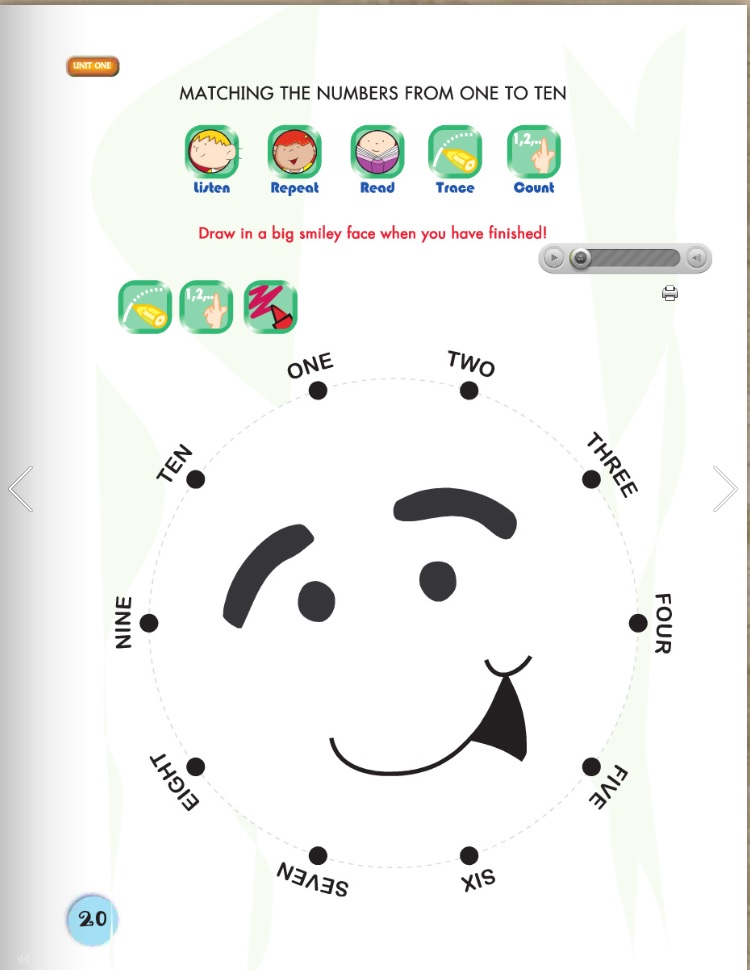 UNIT ONE
MATCHING THE NUMBERS FROM ONE TO TEN
1,2,..
Listen
Repeat
Read
Trace
Count
Draw in a big smiley face when you have finished!
1,2,..
ONE
TWO
THREE
FOUR
FIVE
SIX
SEVEN
EIGHT
NINE
TEN
20